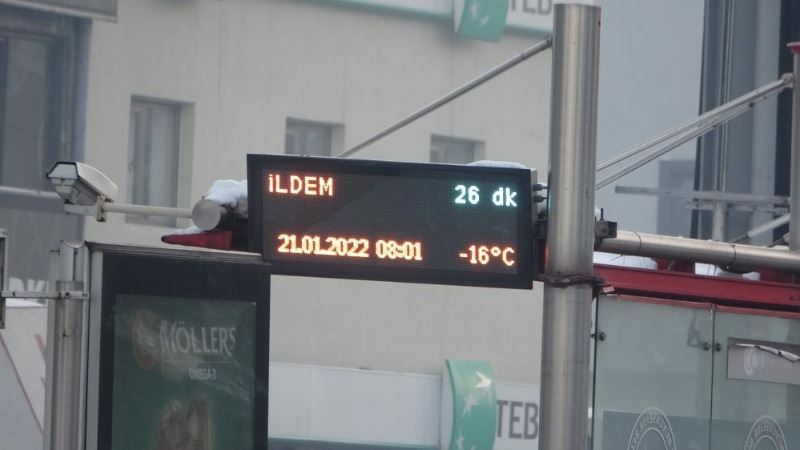 TEB
İLDEM 26 dk
21.01.2022 08:01 -16°C
MÖLLER'S
OMEGA-3
TEB